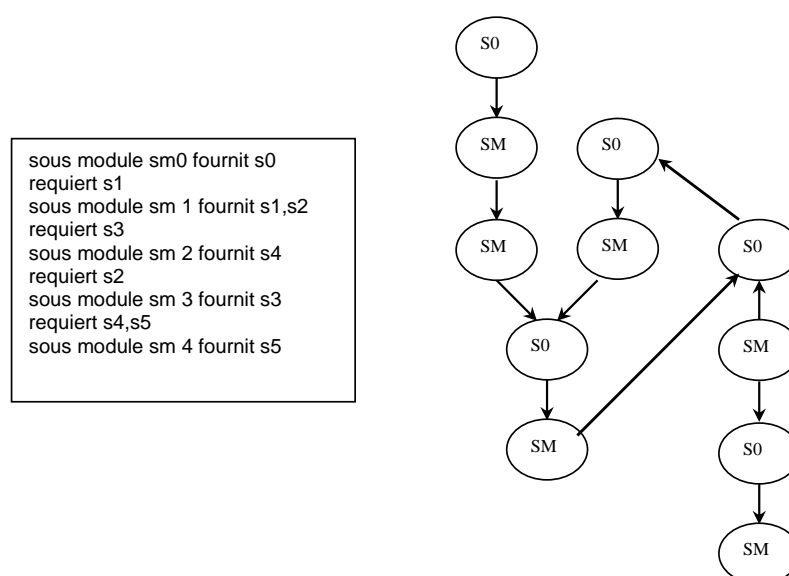 S0
SM
S0
sous module sm0 fournit s0
requiert s1
sous module sm 1 fournit s1,s2
requiert s3
sous module sm 2 fournit s4
requiert s2
sous module sm 3 fournit s3
requiert s4,s5
sous module sm 4 fournit s5
SM
SM
S0
S0
SM
SM
S0
SM